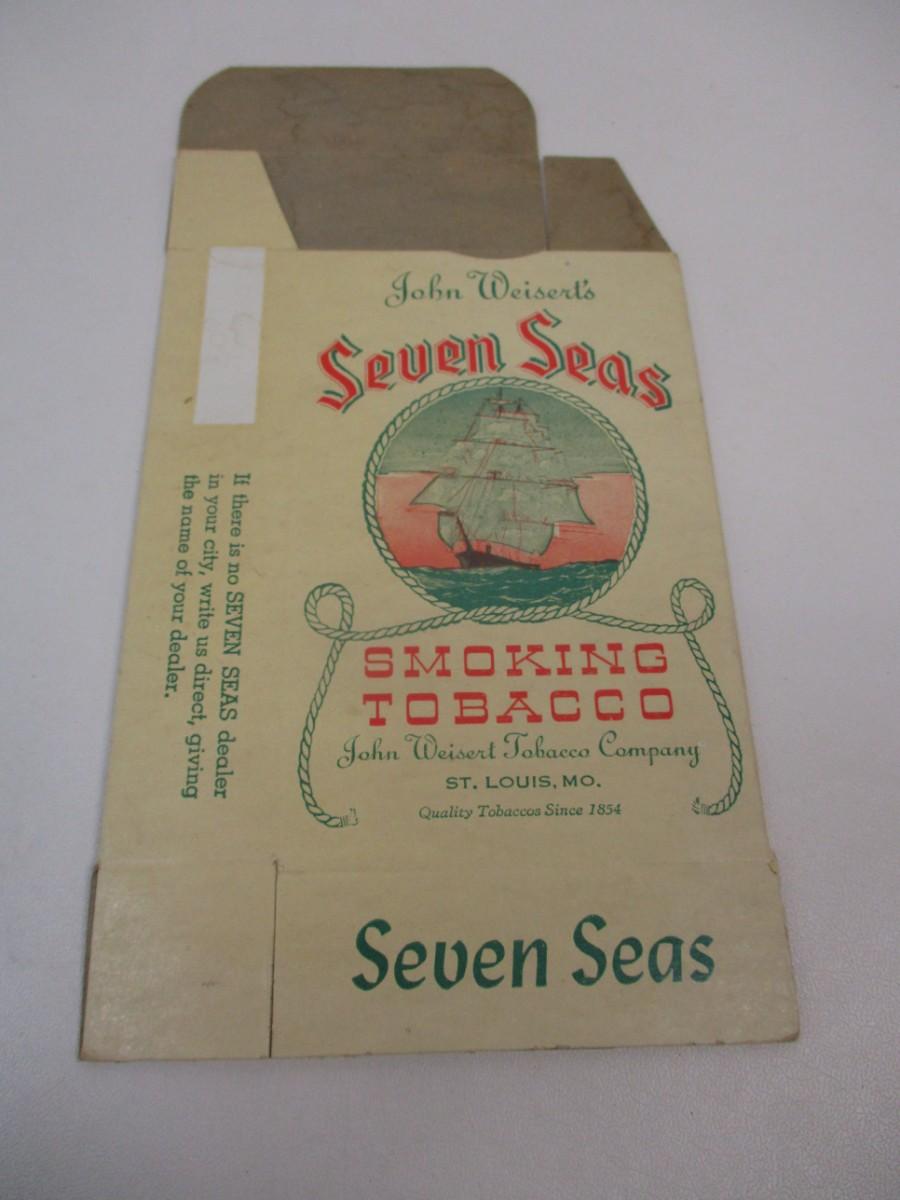 John Weisert's
Seven Seas
SMOKING
TOBACCO
John Weisert Tobacco Company
ST. LOUIS, MO.
Quality Tobaccos Since 1854
If there is no SEVEN SEAS dealer
in your city, write us direct, giving
the name of your dealer.
Seven Seas